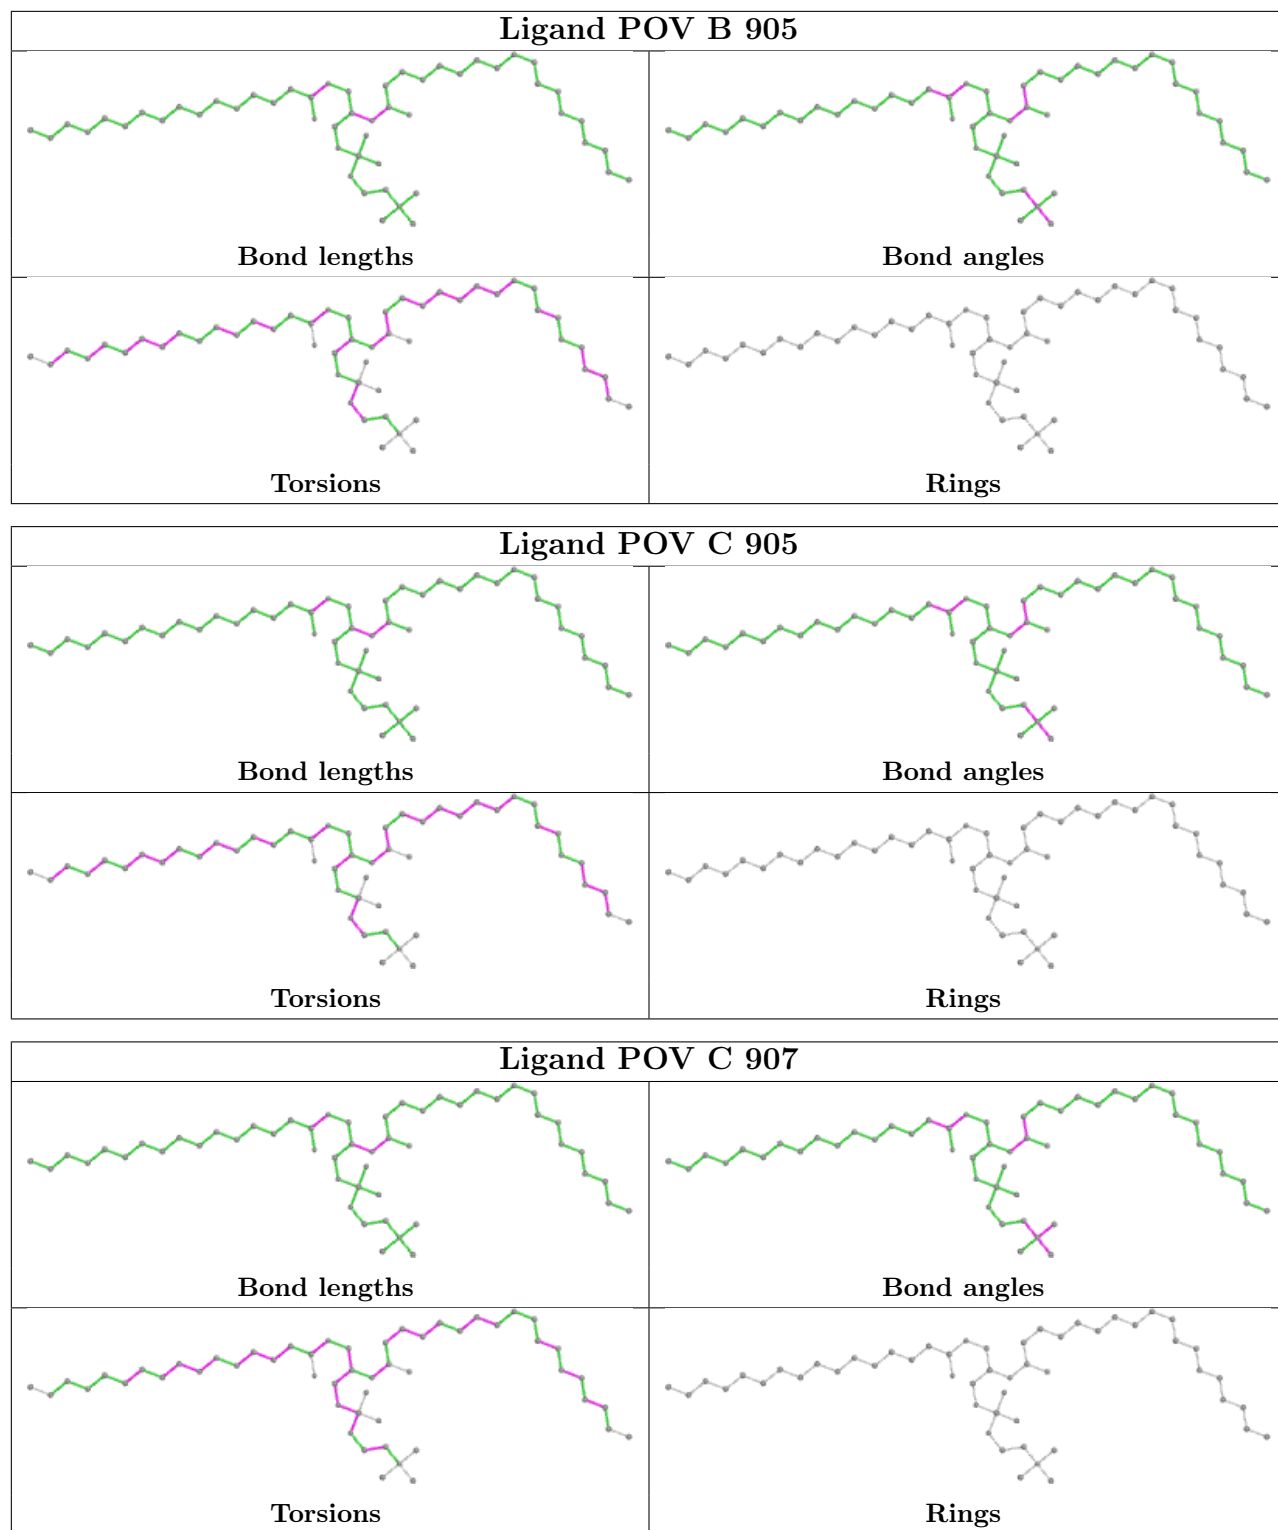 Ligand POV B 905
Bond lengths
Bond angles
Torsions
Rings
Ligand POV C 905
Bond lengths
Bond angles
Torsions
Rings
Ligand POV C 907
Bond lengths
Bond angles
Torsions
Rings